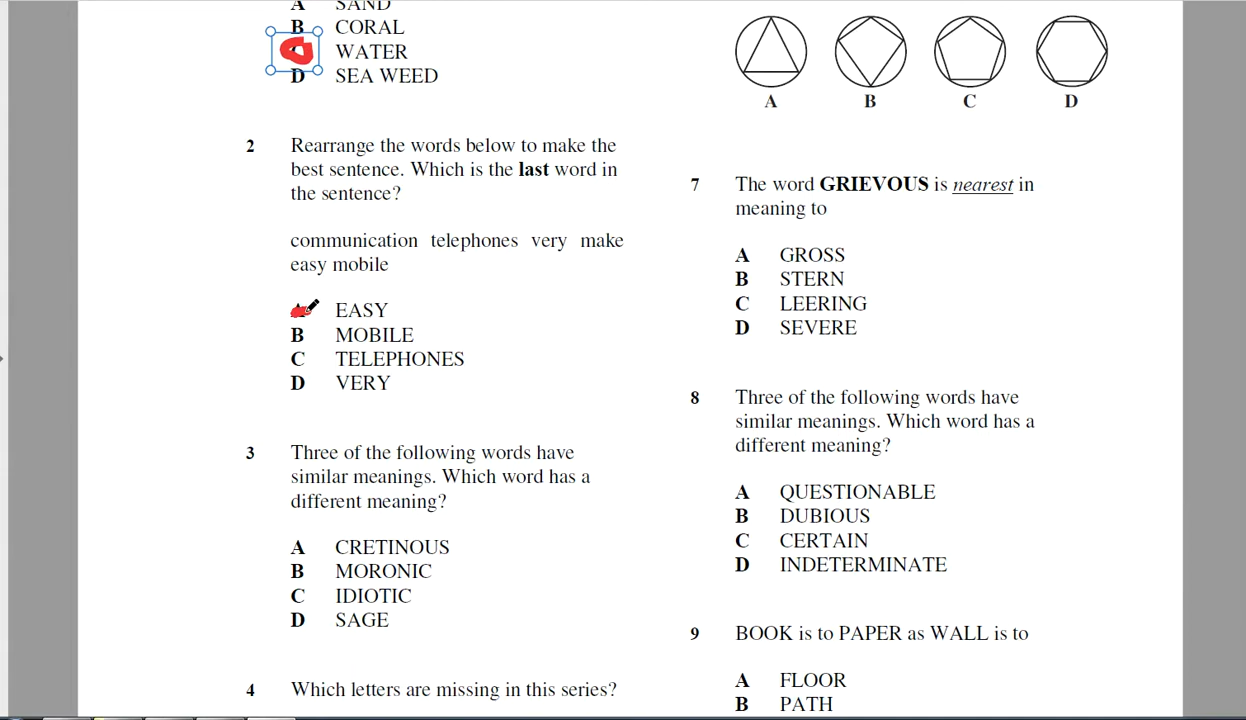 A SAND
B CORAL
WATER
D SEA WEED
2 Rearrange the words below to make the
best sentence. Which is the last word in
the sentence?
communication telephones very make
easy mobile
EASY
B MOBILE
C TELEPHONES
D VERY
3 Three of the following words have
similar meanings. Which word has a
different meaning?
A CRETINOUS
B MORONIC
C IDIOTIC
D SAGE
4 Which letters are missing in this series?
A B C D
7 The word GRIEVOUS is nearest in
meaning to
A GROSS
B STERN
C LEERING
D SEVERE
8 Three of the following words have
similar meanings. Which word has a
different meaning?
A QUESTIONABLE
B DUBIOUS
C CERTAIN
D INDETERMINATE
9 BOOK is to PAPER as WALL is to
A FLOOR
B PATH